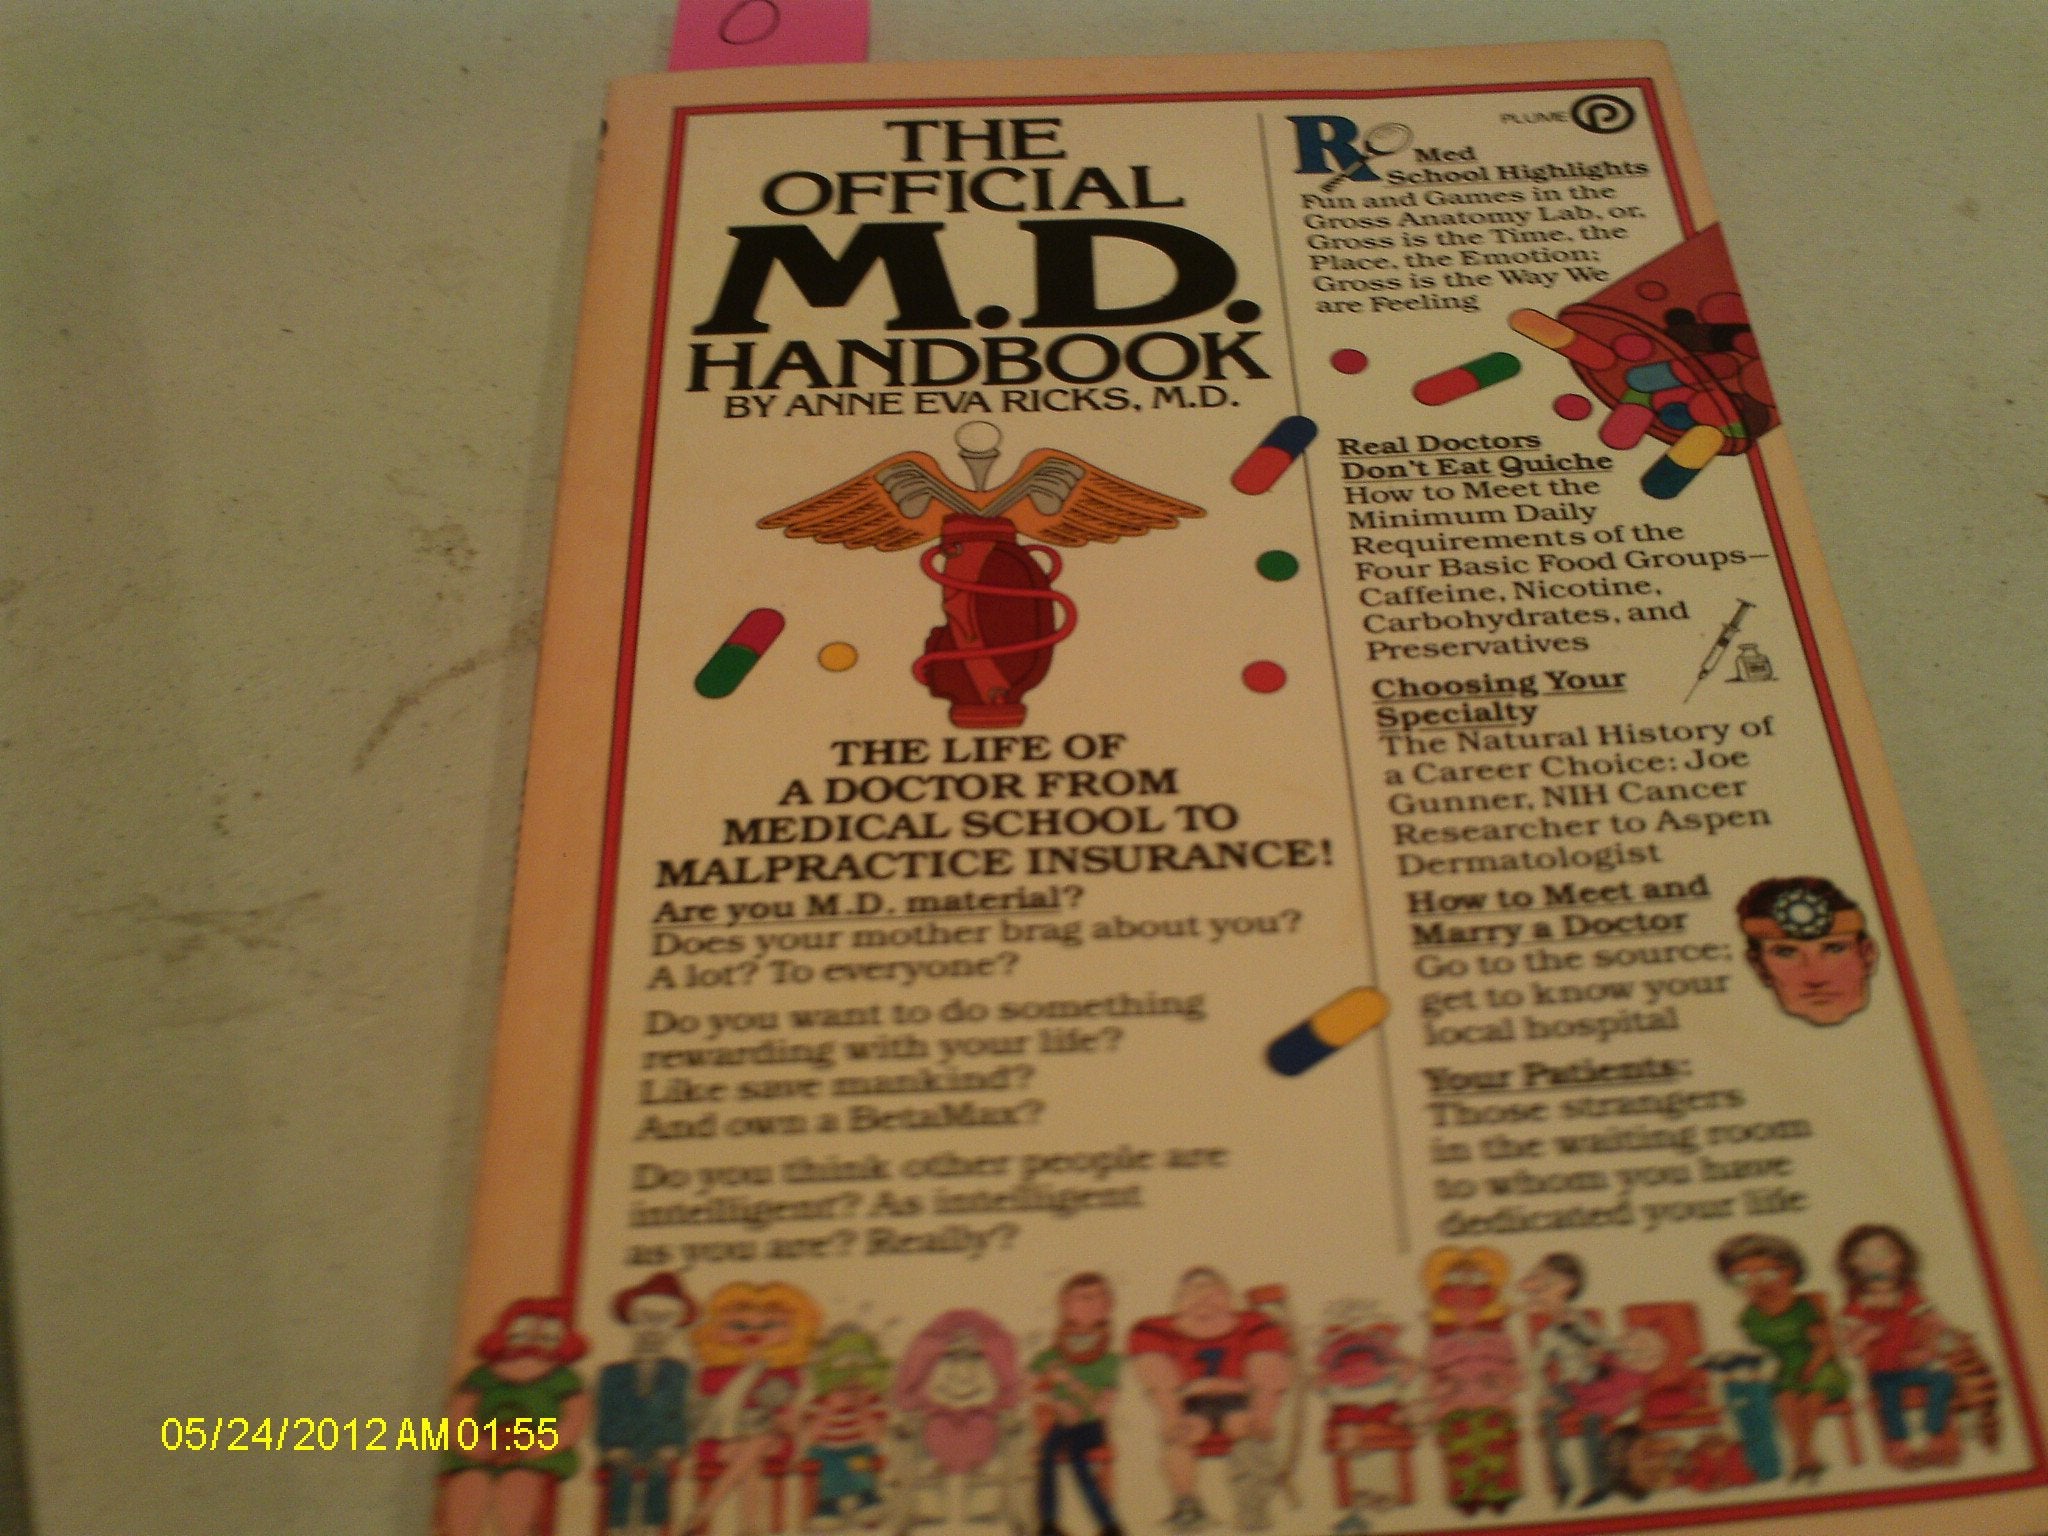 O
THE
OFFICIAL
M.D.
HANDBOOK
BY ANNE EVA RICKS, M.D.
THE LIFE OF
A DOCTOR FROM
MEDICAL SCHOOL TO
MALPRACTICE INSURANCE!
Are you M.D. material?
Does your mother brag about you?
A lot? To everyone?
Do you want to do something
rewarding with your life?
Like save mankind?
And own a BetaMax?
Do you think other people are
intelligent? As intelligent
as you are? Really?
PLUME P
Rx Med
School Highlights
Fun and Games in the
Gross Anatomy Lab, or,
Gross is the Time, the
Place, the Emotion;
Gross is the Way We
are Feeling
Real Doctors
Don't Eat Quiche
How to Meet the
Minimum Daily
Requirements of the
Four Basic Food Groups—
Caffeine, Nicotine,
Carbohydrates, and
Preservatives
Choosing Your
Specialty
The Natural History of
a Career Choice: Joe
Gunner, NIH Cancer
Researcher to Aspen
Dermatologist
How to Meet and
Marry a Doctor
Go to the source;
get to know your
local hospital
Your Patients:
Those strangers
in the waiting room
to whom you have
dedicated your life
1
05/24/2012 AM 01:55